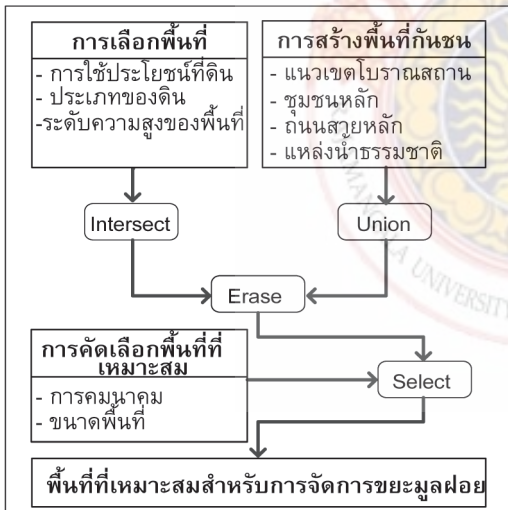 การเลือกพื้นที่
- การใช้ประโยชน์ที่ดิน
- ประเภทของดิน
-ระดับความสูงของพื้นที่
การสร้างพื้นที่กันชน
- แนวเขตโบราณสถาน
- ชุมชนหลัก
- ถนนสายหลัก
- แหล่งน้ำธรรมชาติ
Intersect
Union
Erase
การคัดเลือกพื้นที่ที่
เหมาะสม
- การคมนาคม
- ขนาดพื้นที่
Select
พื้นที่ที่เหมาะสมสำหรับการจัดการขยะมูลฝอย
UNIVERSITY